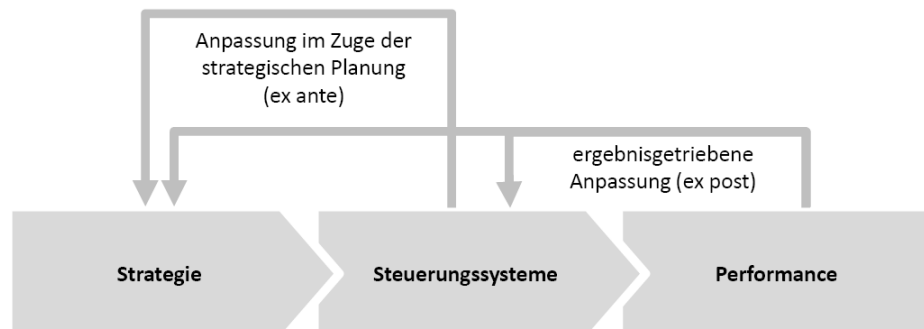 Anpassung im Zuge der
strategischen Planung
(ex ante)
ergebnisgetriebene
Anpassung (ex post)
Strategie
Steuerungssysteme
Performance